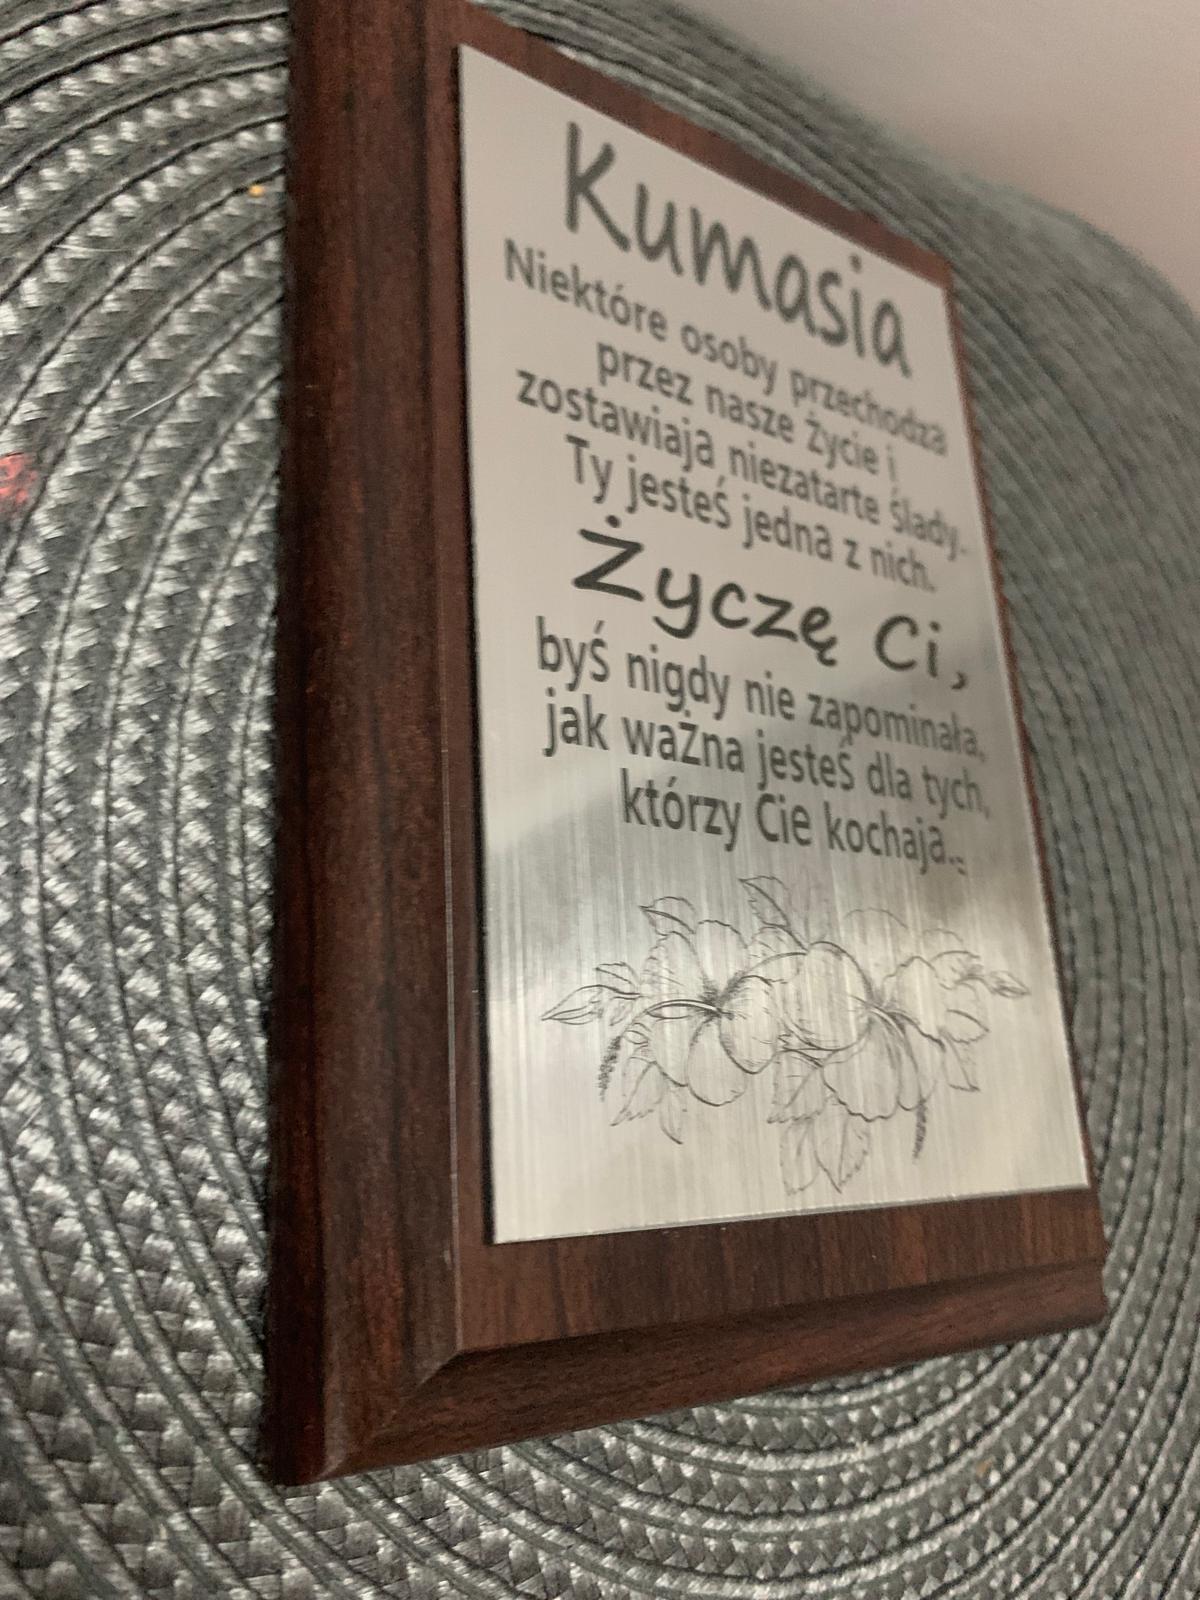 Kumasia
Niektóre osoby przechodza
przez nasze Życie i
zostawiaja niezatarte ślady.
Ty jesteś jedna z nich.
Życzę Ci,
byś nigdy nie zapominała,
jak waŻna jesteś dla tych,
którzy Cie kochaja..